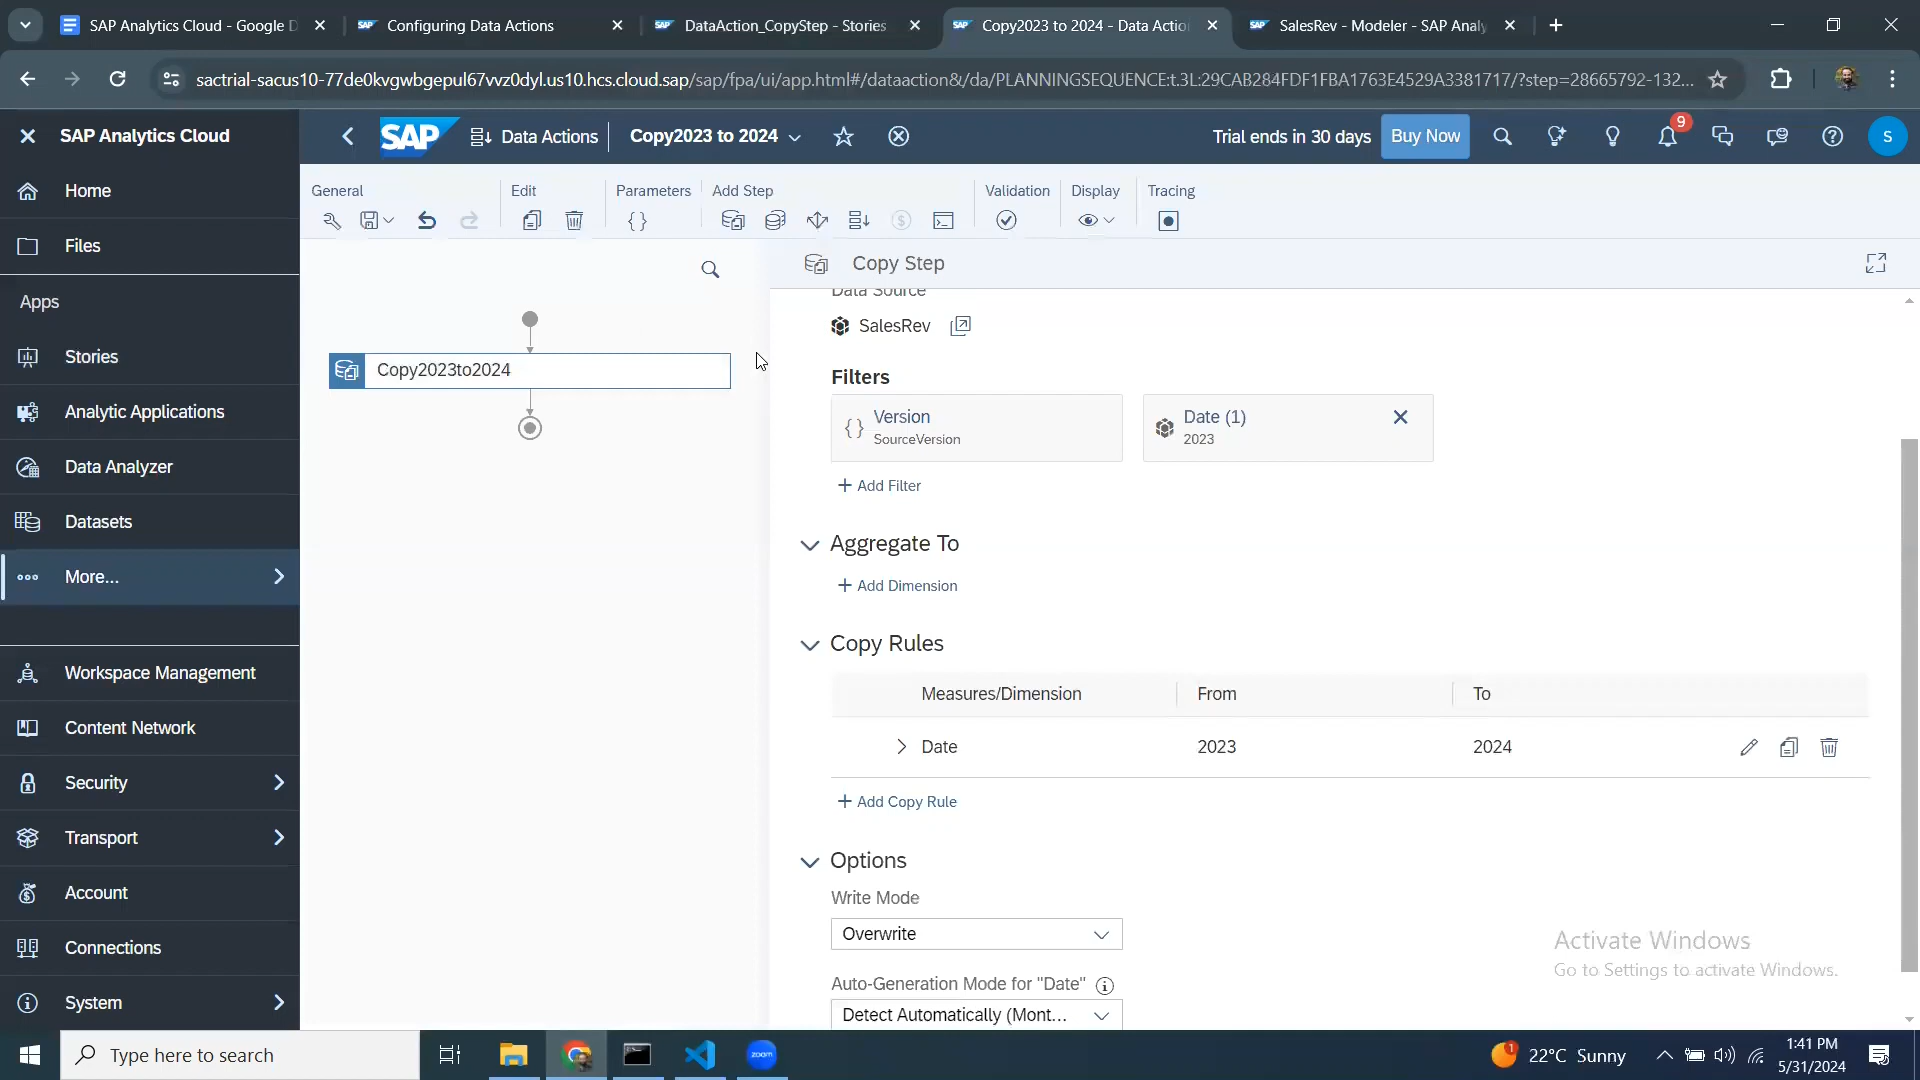 SAP Analytics Cloud - Google D
Configuring Data Actions
DataAction_CopyStep - Stories
Copy2023 to 2024 - Data Actio
SalesRev - Modeler - SAP Analy
sactrial-sacus10-77de0kvgwbgepul67vvz0dyl.us10.hcs.cloud.sap/sap/fpa/ui/app.html#/dataaction&/da/PLANNINGSEQUENCE:t.3L:29CAB284FDF1FBA1763E4529A3381717/?step=28665792-132...
SAP Analytics Cloud
SAP
Data Actions
Copy2023 to 2024
Trial ends in 30 days
Buy Now
9
S
Home
Files
Apps
Stories
Analytic Applications
Data Analyzer
Datasets
More...
Workspace Management
Content Network
Security
Transport
Account
Connections
System
General
Edit
Parameters
Add Step
Validation
Display
Tracing
Copy2023to2024
Copy Step
Data Source
SalesRev
Filters
Version
SourceVersion
Date (1)
2023
+ Add Filter
Aggregate To
+ Add Dimension
Copy Rules
Measures/Dimension From To
Date 2023 2024
+ Add Copy Rule
Options
Write Mode
Overwrite
Auto-Generation Mode for "Date"
Detect Automatically (Mont...
Activate Windows
Go to Settings to activate Windows.
Type here to search
zoom
1
22°C Sunny
1:41 PM
5/31/2024